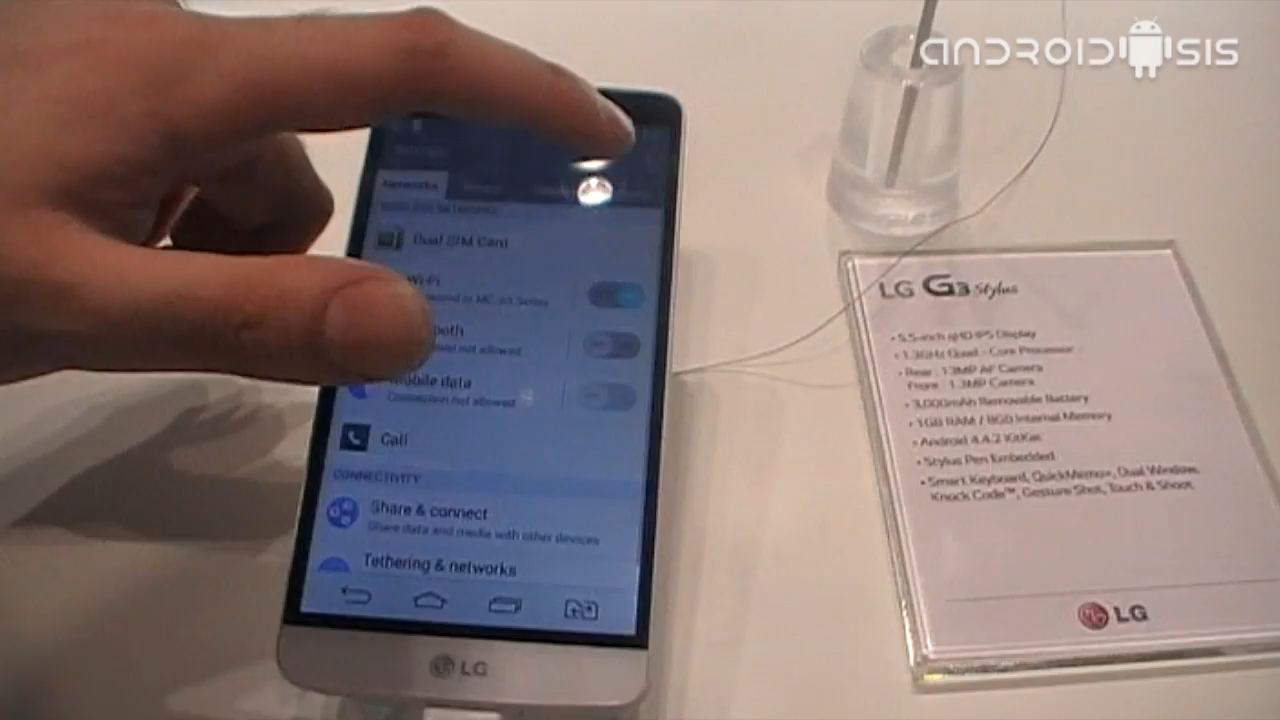 ANDROIDSIS
Networks
Dual SIM Card
Wi-Fi
not allowed
Mobile data
Connection not allowed
Call
CONNECTIVITY
Share & connect
Share data and media with other devices
Tethering & networks
LG
LG G3 Stylus
• 5.5-inch qHD IPS Display
• 1.3GHz Quad - Core Processor
• Rear : 13MP AF Camera
Front : 1.3MP Camera
• 3,000mAh Removable Battery
• 1GB RAM / 8GB Internal Memory
• Android 4.4.2 KitKat
• Stylus Pen Embedded
• Smart Keyboard, QuickMemo+, Dual Window,
Knock Code™, Gesture Shot, Touch & Shoot
LG